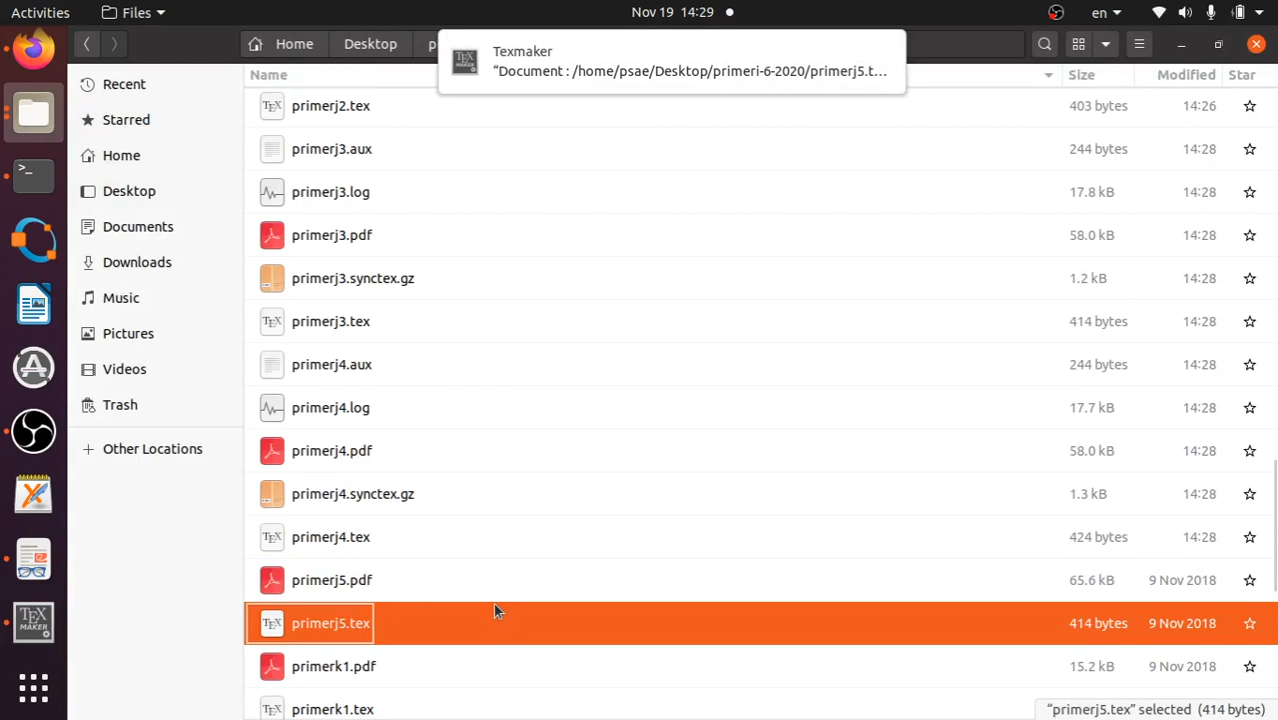 Activities
Files
Nov 19 14:29
en
Home
Desktop
p
Texmaker
“Document : /home/psae/Desktop/primeri-6-2020/primerj5.t...
Recent
Starred
Home
Desktop
Documents
Downloads
Music
Pictures
Videos
Trash
Other Locations
Name Size Modified Star
primerj2.tex 403 bytes 14:26
primerj3.aux 244 bytes 14:28
primerj3.log 17.8 kB 14:28
primerj3.pdf 58.0 kB 14:28
primerj3.synctex.gz 1.2 kB 14:28
primerj3.tex 414 bytes 14:28
primerj4.aux 244 bytes 14:28
primerj4.log 17.7 kB 14:28
primerj4.pdf 58.0 kB 14:28
primerj4.synctex.gz 1.3 kB 14:28
primerj4.tex 424 bytes 14:28
primerj5.pdf 65.6 kB 9 Nov 2018
primerj5.tex 414 bytes 9 Nov 2018
primerk1.pdf 15.2 kB 9 Nov 2018
primerk1.tex
“primerj5.tex” selected (414 bytes)
TEX
MAKER